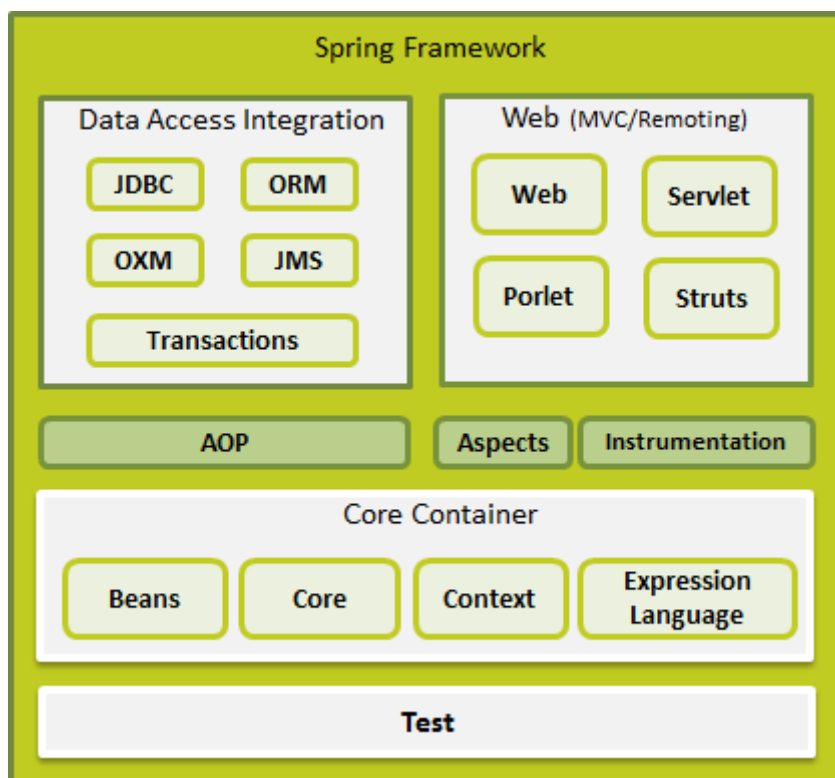 Spring Framework
Data Access Integration
JDBC
ORM
OXM
JMS
Transactions
Web (MVC/Remoting)
Web
Servlet
Porlet
Struts
AOP
Aspects
Instrumentation
Core Container
Beans
Core
Context
Expression
Language
Test